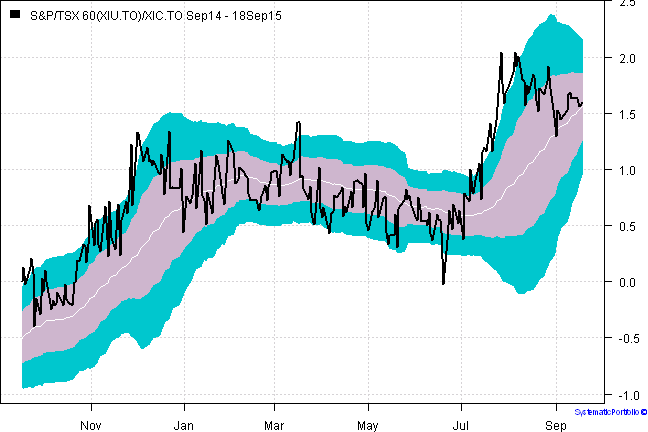 S&P/TSX 60(XIU.TO)/XIC.TO Sep14 - 18Sep15
2.5
2.0
1.5
1.0
0.5
0.0
-0.5
-1.0
Nov Jan Mar May Jul Sep
SystematicPortfolio ©